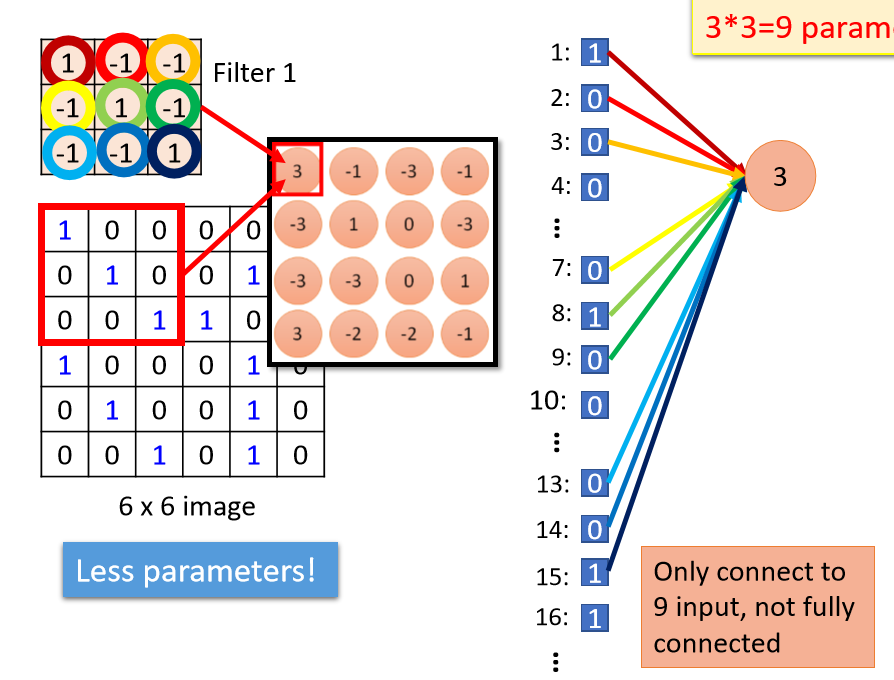 3*3=9
1 -1 -1
-1 1 -1
-1 -1 1
Filter 1
3 -1 -3 -1
-3 1 0 -3
-3 -3 0 1
3 -2 -2 -1
1 0 0 0 0
0 1 0 0 1
0 0 1 1 0
1 0 0 0 1 0
0 1 0 0 1 0
0 0 1 0 1 0
6 x 6 image
Less parameters!
1: 1
2: 0
3: 0
4: 0
⋮
7: 0
8: 1
9: 0
10: 0
⋮
13: 0
14: 0
15: 1
16: 1
⋮
3
Only connect to
9 input, not fully
connected